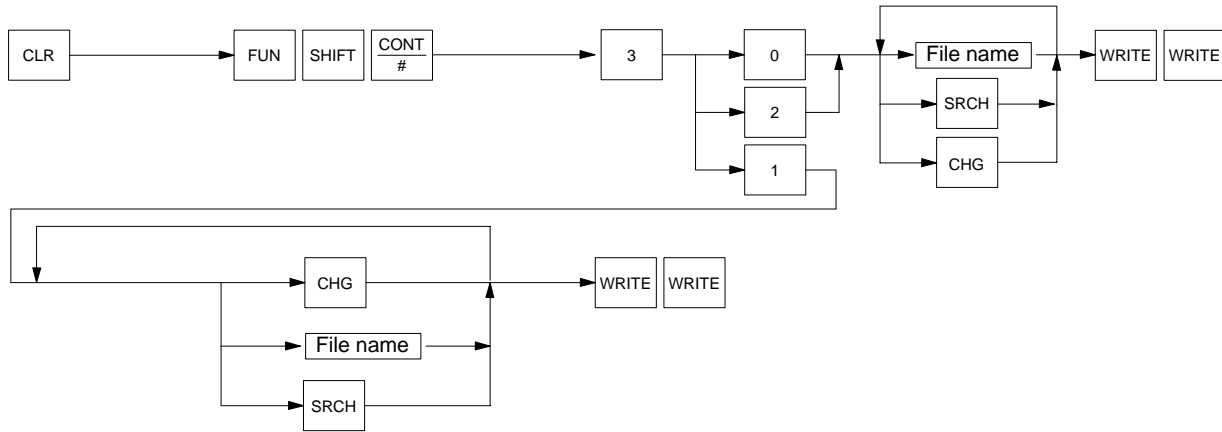 CLR FUN SHIFT CONT # 3 0 File name WRITE WRITE
2 SRCH
1 CHG
CHG WRITE WRITE
File name
SRCH